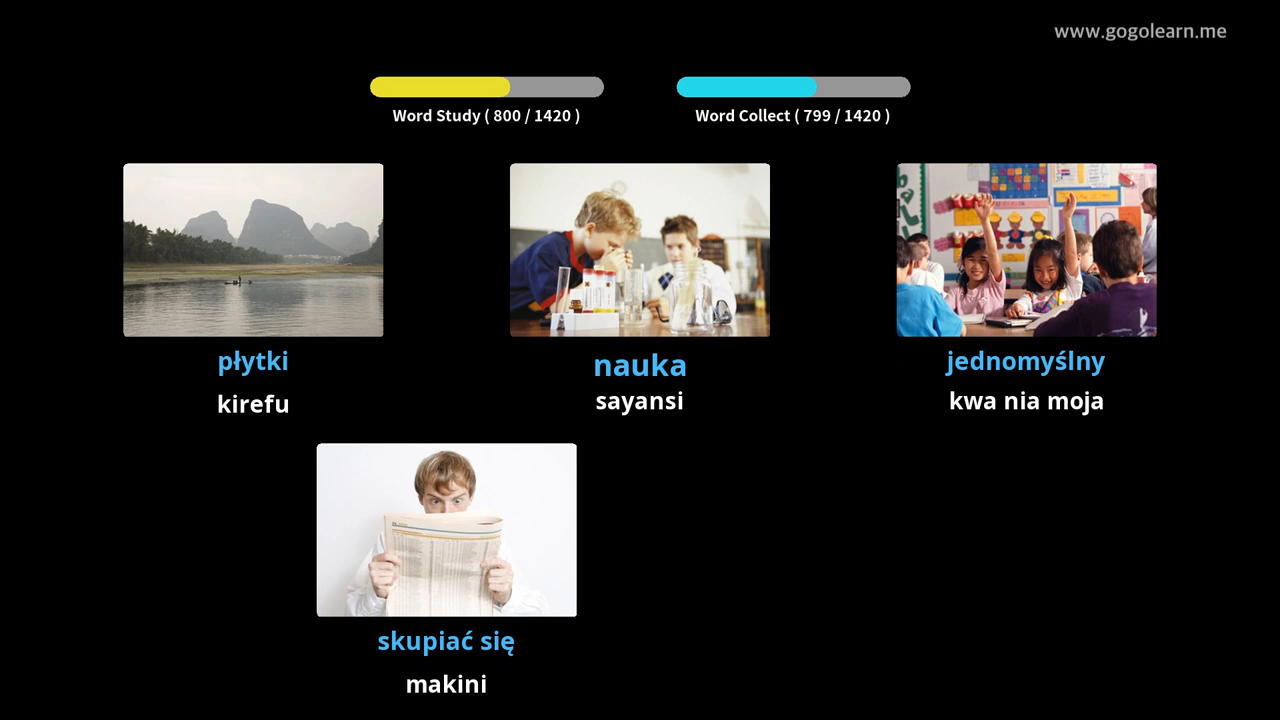 www.gogolearn.me
Word Study ( 800 / 1420 )
Word Collect ( 799 / 1420 )
płytki
kirefu
nauka
sayansi
jednomyślny
kwa nia moja
skupiać się
makini